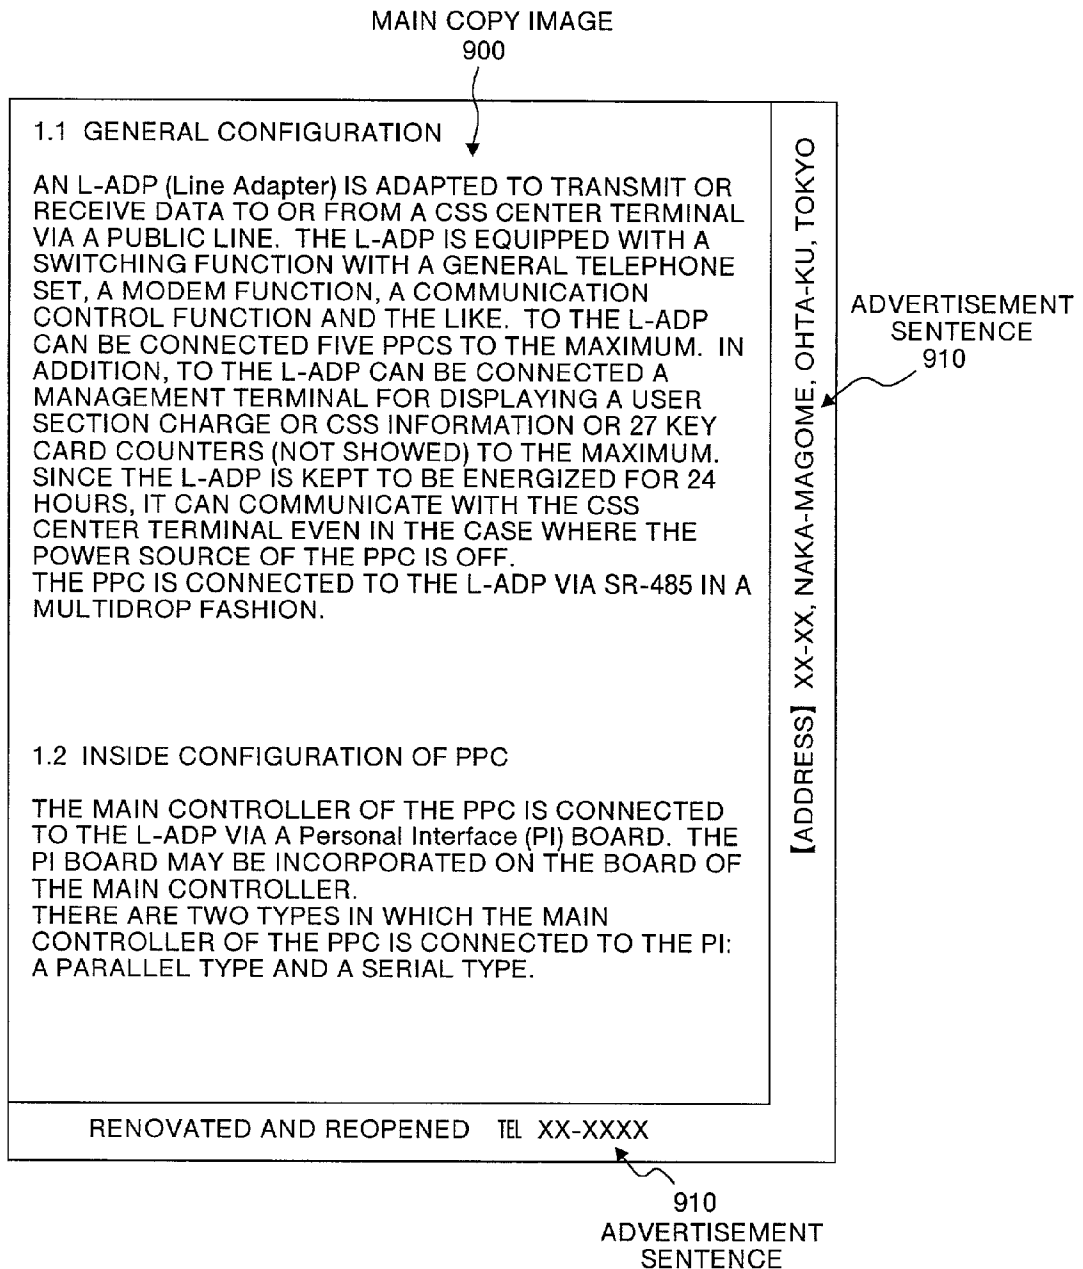 MAIN COPY IMAGE
900
1.1 GENERAL CONFIGURATION
AN L-ADP (Line Adapter) IS ADAPTED TO TRANSMIT OR
RECEIVE DATA TO OR FROM A CSS CENTER TERMINAL
VIA A PUBLIC LINE. THE L-ADP IS EQUIPPED WITH A
SWITCHING FUNCTION WITH A GENERAL TELEPHONE
SET, A MODEM FUNCTION, A COMMUNICATION
CONTROL FUNCTION AND THE LIKE. TO THE L-ADP
CAN BE CONNECTED FIVE PPCS TO THE MAXIMUM. IN
ADDITION, TO THE L-ADP CAN BE CONNECTED A
MANAGEMENT TERMINAL FOR DISPLAYING A USER
SECTION CHARGE OR CSS INFORMATION OR 27 KEY
CARD COUNTERS (NOT SHOWED) TO THE MAXIMUM.
SINCE THE L-ADP IS KEPT TO BE ENERGIZED FOR 24
HOURS, IT CAN COMMUNICATE WITH THE CSS
CENTER TERMINAL EVEN IN THE CASE WHERE THE
POWER SOURCE OF THE PPC IS OFF.
THE PPC IS CONNECTED TO THE L-ADP VIA SR-485 IN A
MULTIDROP FASHION.
1.2 INSIDE CONFIGURATION OF PPC
THE MAIN CONTROLLER OF THE PPC IS CONNECTED
TO THE L-ADP VIA A Personal Interface (PI) BOARD. THE
PI BOARD MAY BE INCORPORATED ON THE BOARD OF
THE MAIN CONTROLLER.
THERE ARE TWO TYPES IN WHICH THE MAIN
CONTROLLER OF THE PPC IS CONNECTED TO THE PI:
A PARALLEL TYPE AND A SERIAL TYPE.
【ADDRESS】 XX-XX, NAKA-MAGOME, OHTA-KU, TOKYO
ADVERTISEMENT
SENTENCE
910
RENOVATED AND REOPENED ℡ XX-XXXX
910
ADVERTISEMENT
SENTENCE